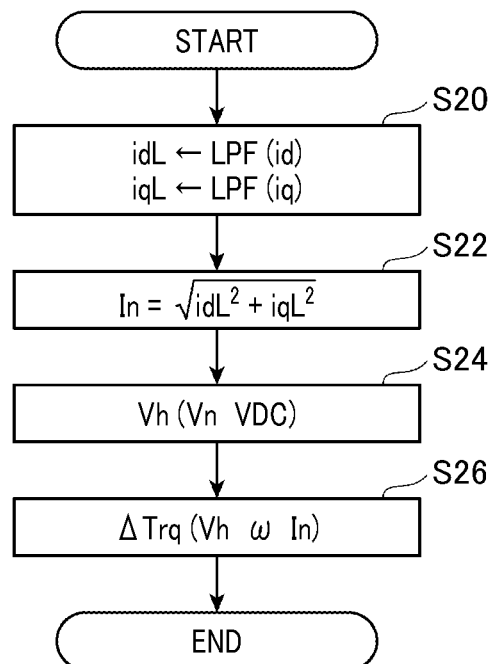 START
S20
idL ← LPF (id)
iqL ← LPF (iq)
S22
In = √idL² + iqL²
S24
Vh (Vn VDC)
S26
Δ Trq (Vh ω In)
END